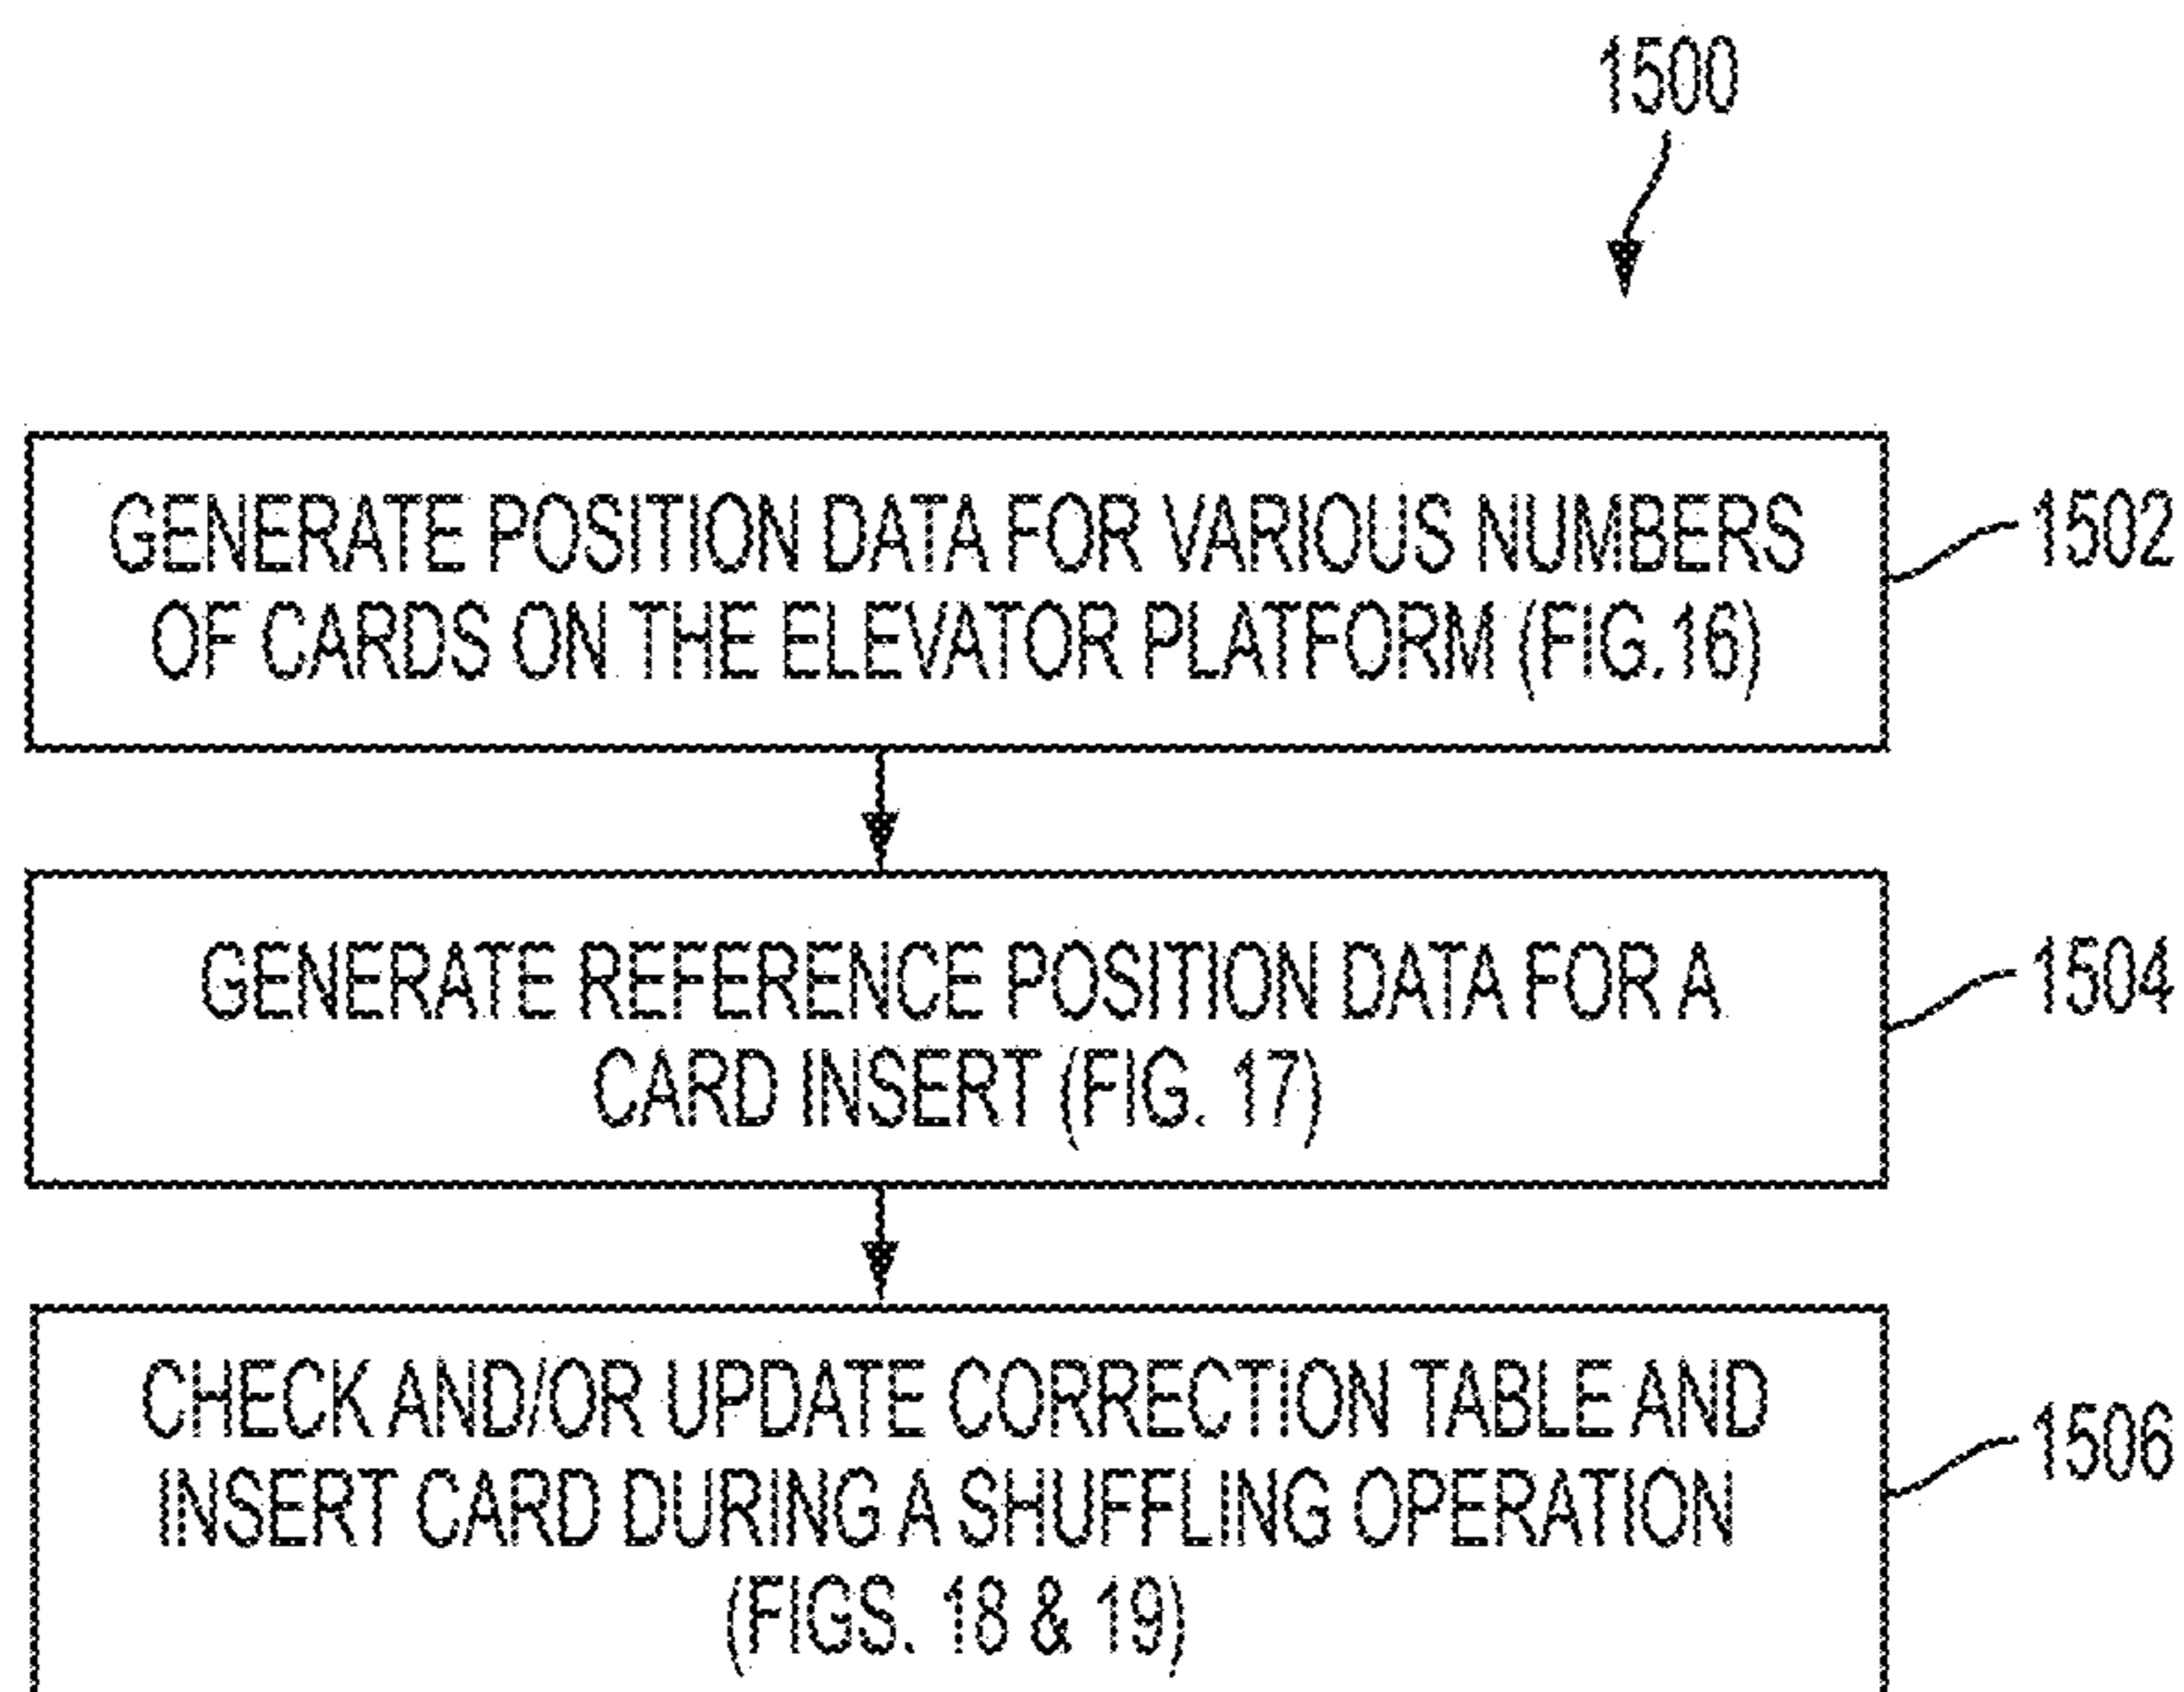 1500
GENERATE POSITION DATA FOR VARIOUS NUMBERS
OF CARDS ON THE ELEVATOR PLATFORM (FIG.16)
1502
GENERATE REFERENCE POSITION DATA FOR A
CARD INSERT (FIG. 17)
1504
CHECK AND/OR UPDATE CORRECTION TABLE AND
INSERT CARD DURING A SHUFFLING OPERATION
(FIGS. 18 & 19)
1506